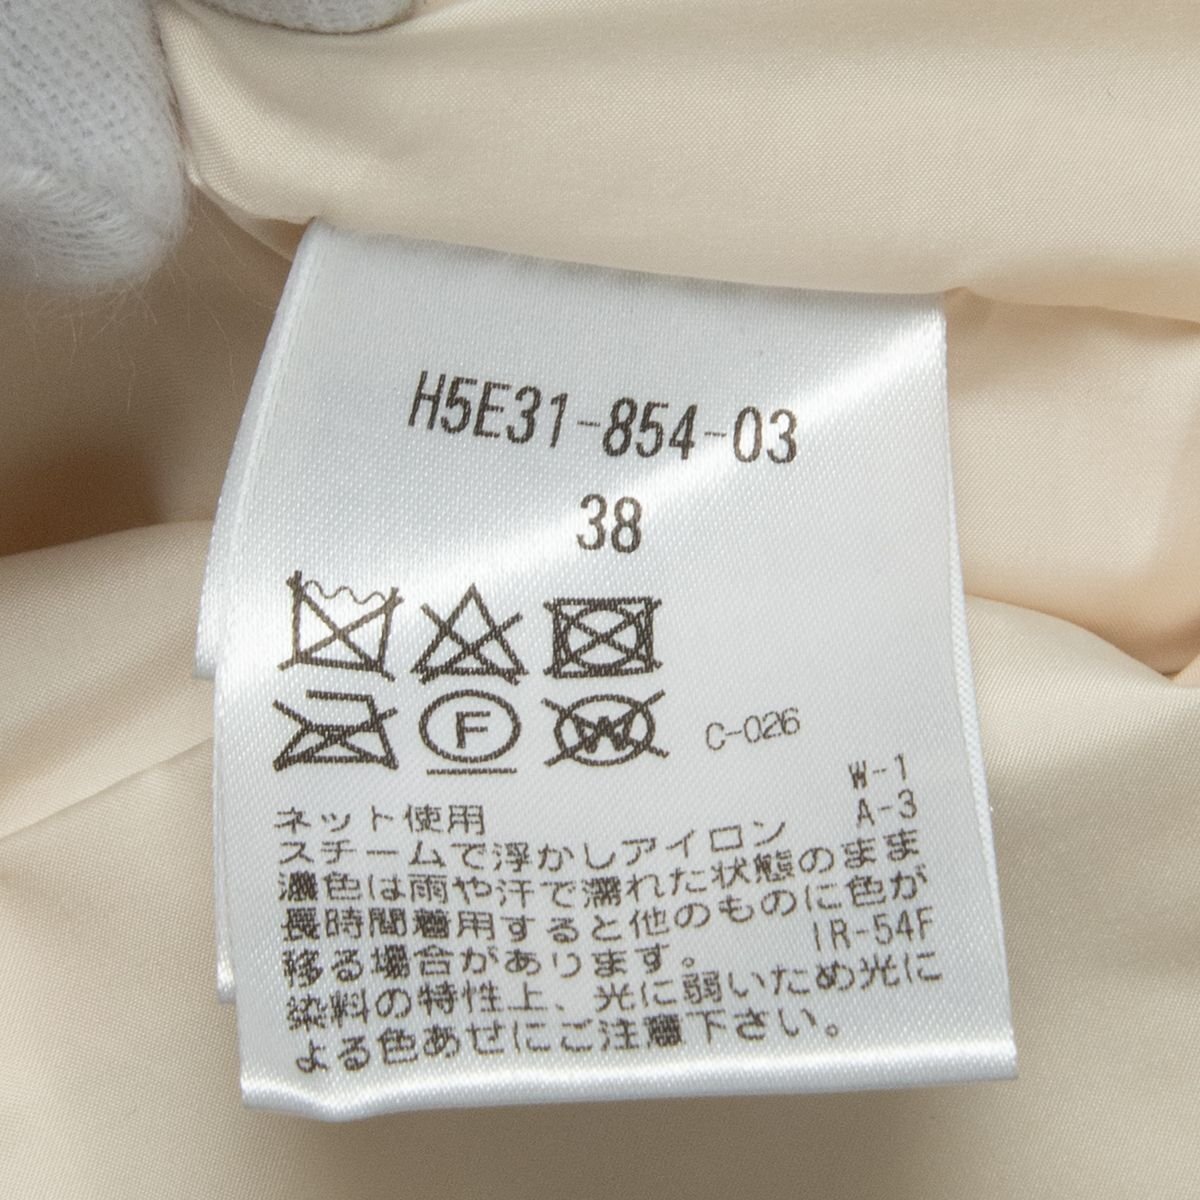 H5E31-854-03
38
F W C-026
ネット使用 W-1
スチームで浮かしアイロン A-3
濃色は雨や汗で濡れた状態のまま
長時間着用すると他のものに色が
移る場合があります。 IR-54F
染料の特性上、光に弱いため光に
よる色あせにご注意下さい。